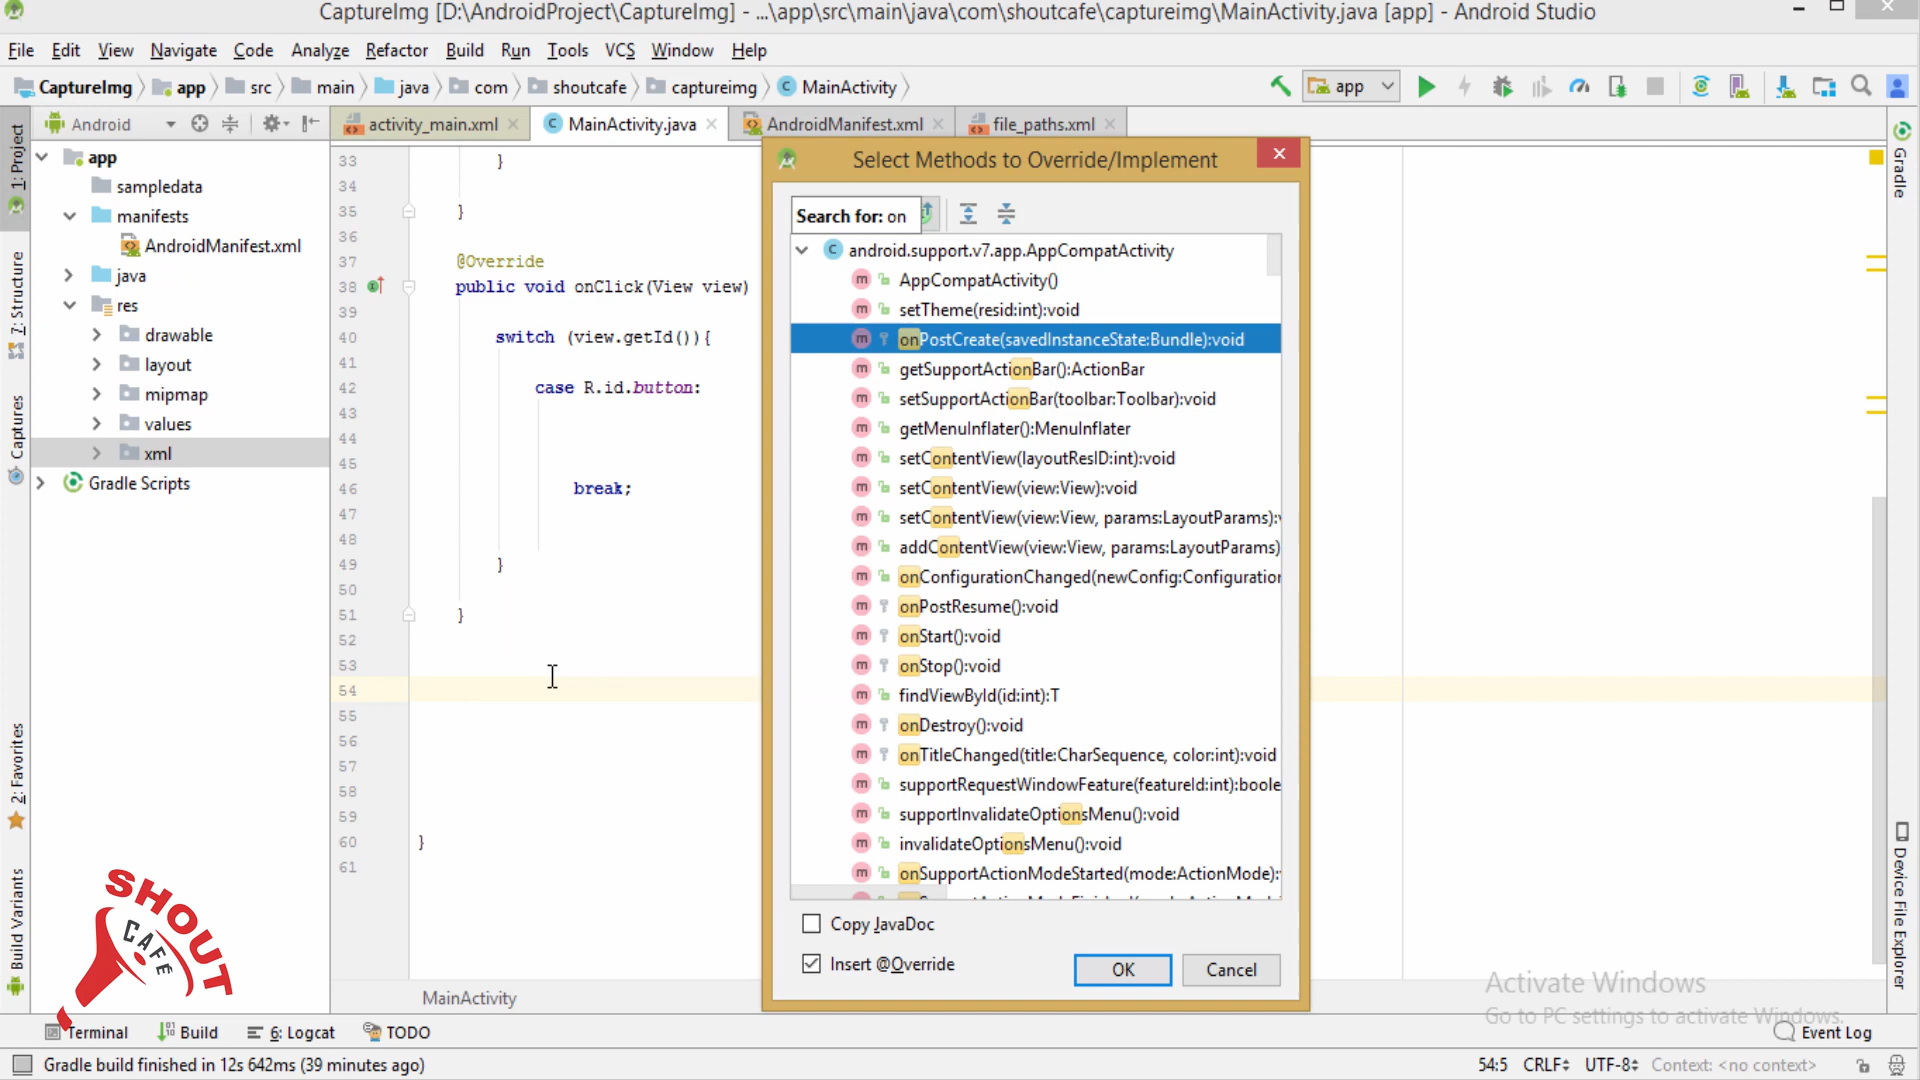 CaptureImg [D:\AndroidProject\CaptureImg] - ...\app\src\main\java\com\shoutcafe\captureimg\MainActivity.java [app] - Android Studio
File Edit View Navigate Code Analyze Refactor Build Run Tools VCS Window Help
CaptureImg app src main java com shoutcafe captureimg MainActivity app
Android activity_main.xml MainActivity.java AndroidManifest.xml file_paths.xml
1: Project
7: Structure
Captures
2: Favorites
Build Variants
app
sampledata
manifests
AndroidManifest.xml
java
res
drawable
layout
mipmap
values
xml
Gradle Scripts
33 }
34
35 }
36
37 @Override
38 public void onClick(View view)
39
40 switch (view.getId()){
41
42 case R.id.button:
43
44
45
46 break;
47
48
49 }
50
51 }
52
53
54
55
56
57
58
59
60 }
61
MainActivity
Select Methods to Override/Implement
Search for: on
android.support.v7.app.AppCompatActivity
AppCompatActivity()
setTheme(resid:int):void
onPostCreate(savedInstanceState:Bundle):void
getSupportActionBar():ActionBar
setSupportActionBar(toolbar:Toolbar):void
getMenuInflater():MenuInflater
setContentView(layoutResID:int):void
setContentView(view:View):void
setContentView(view:View, params:LayoutParams):
addContentView(view:View, params:LayoutParams)
onConfigurationChanged(newConfig:Configuration
onPostResume():void
onStart():void
onStop():void
findViewById(id:int):T
onDestroy():void
onTitleChanged(title:CharSequence, color:int):void
supportRequestWindowFeature(featureId:int):boole
supportInvalidateOptionsMenu():void
invalidateOptionsMenu():void
onSupportActionModeStarted(mode:ActionMode):
Copy JavaDoc
Insert @Override
OK Cancel
Gradle
Device File Explorer
SHOUT
CAFE
Activate Windows
Go to PC settings to activate Windows.
Terminal Build 6: Logcat TODO Event Log
Gradle build finished in 12s 642ms (39 minutes ago) 54:5 CRLF UTF-8 Context: <no context>